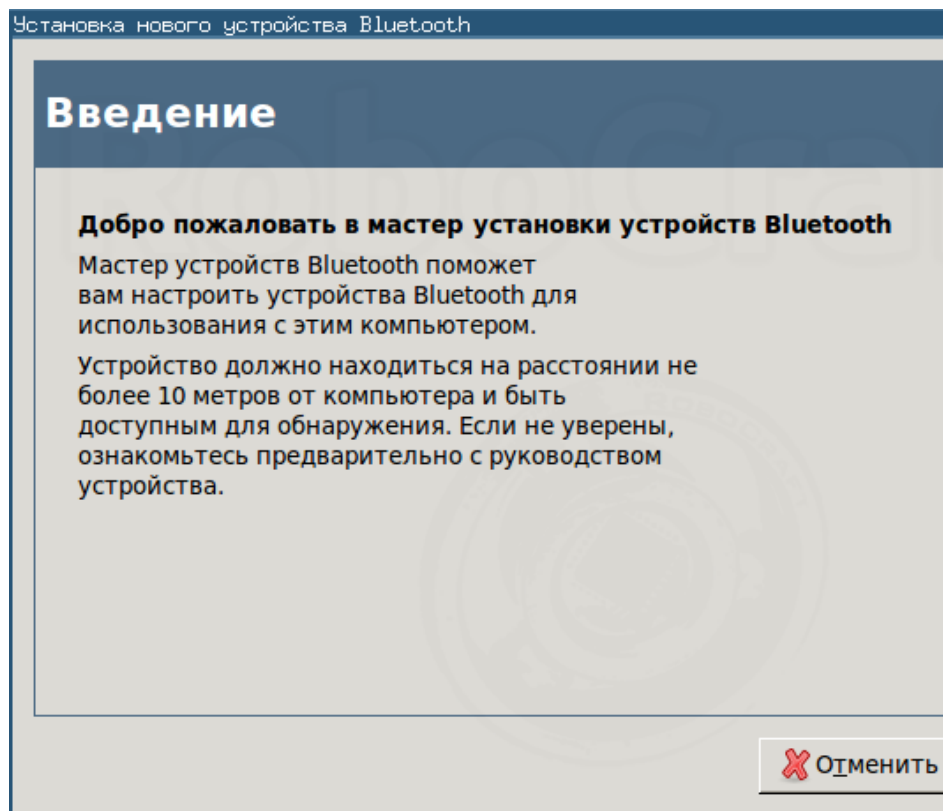 Установка нового устройства Bluetooth
Введение
Добро пожаловать в мастер установки устройств Bluetooth
Мастер устройств Bluetooth поможет
вам настроить устройства Bluetooth для
использования с этим компьютером.
Устройство должно находиться на расстоянии не
более 10 метров от компьютера и быть
доступным для обнаружения. Если не уверены,
ознакомьтесь предварительно с руководством
устройства.
Отменить